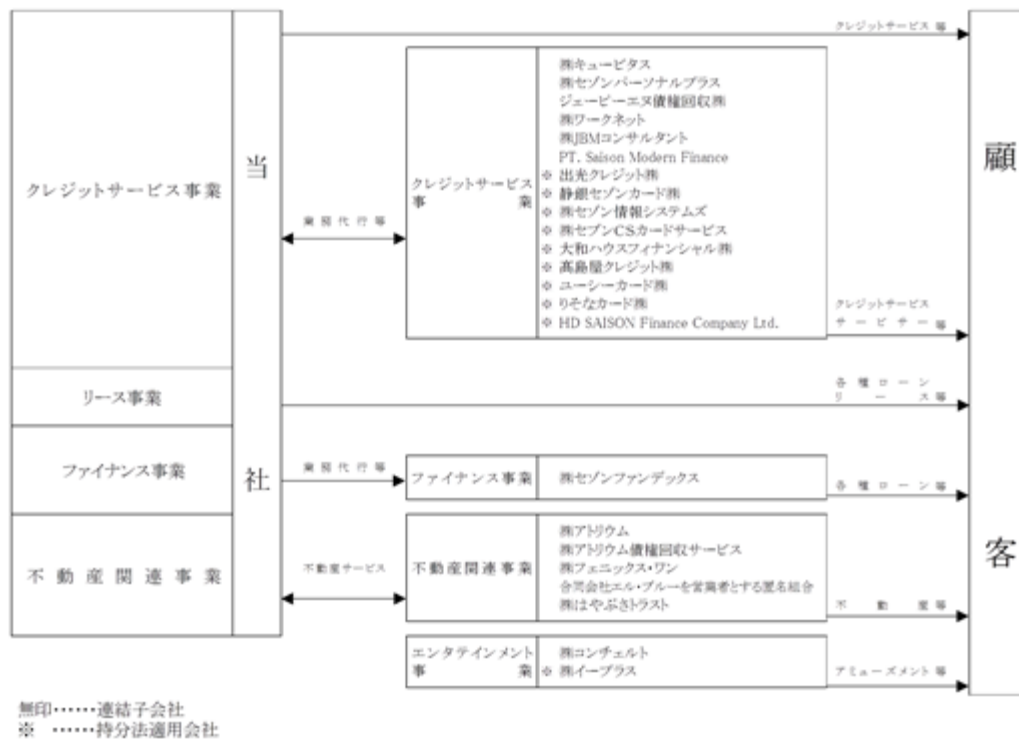 クレジットサービス事業
リース事業
ファイナンス事業
不動産関連事業
当社
クレジットサービス等
クレジットサービス
事業
㈱キュービタス
㈱セゾンパーソナルプラス
ジェーピーエヌ債権回収㈱
㈱ワークネット
㈱JBMコンサルタント
PT. Saison Modern Finance
※ 出光クレジット㈱
※ 静銀セゾンカード㈱
※ ㈱セゾン情報システムズ
※ ㈱セブンCSカードサービス
※ 大和ハウスフィナンシャル㈱
※ 髙島屋クレジット㈱
※ ユーシーカード㈱
※ りそなカード㈱
※ HD SAISON Finance Company Ltd.
業務代行等
クレジットサービス
サービサー等
各種ローン
リース等
業務代行等
ファイナンス事業
㈱セゾンファンデックス
各種ローン等
不動産サービス
不動産関連事業
㈱アトリウム
㈱アトリウム債権回収サービス
㈱フェニックス・ワン
合同会社エル・ブルーを営業者とする匿名組合
㈱はやぶさトラスト
不動産等
エンタテインメント
事業
㈱コンチェルト
※ ㈱イープラス
アミューズメント等
顧客
無印……連結子会社
※ ……持分法適用会社